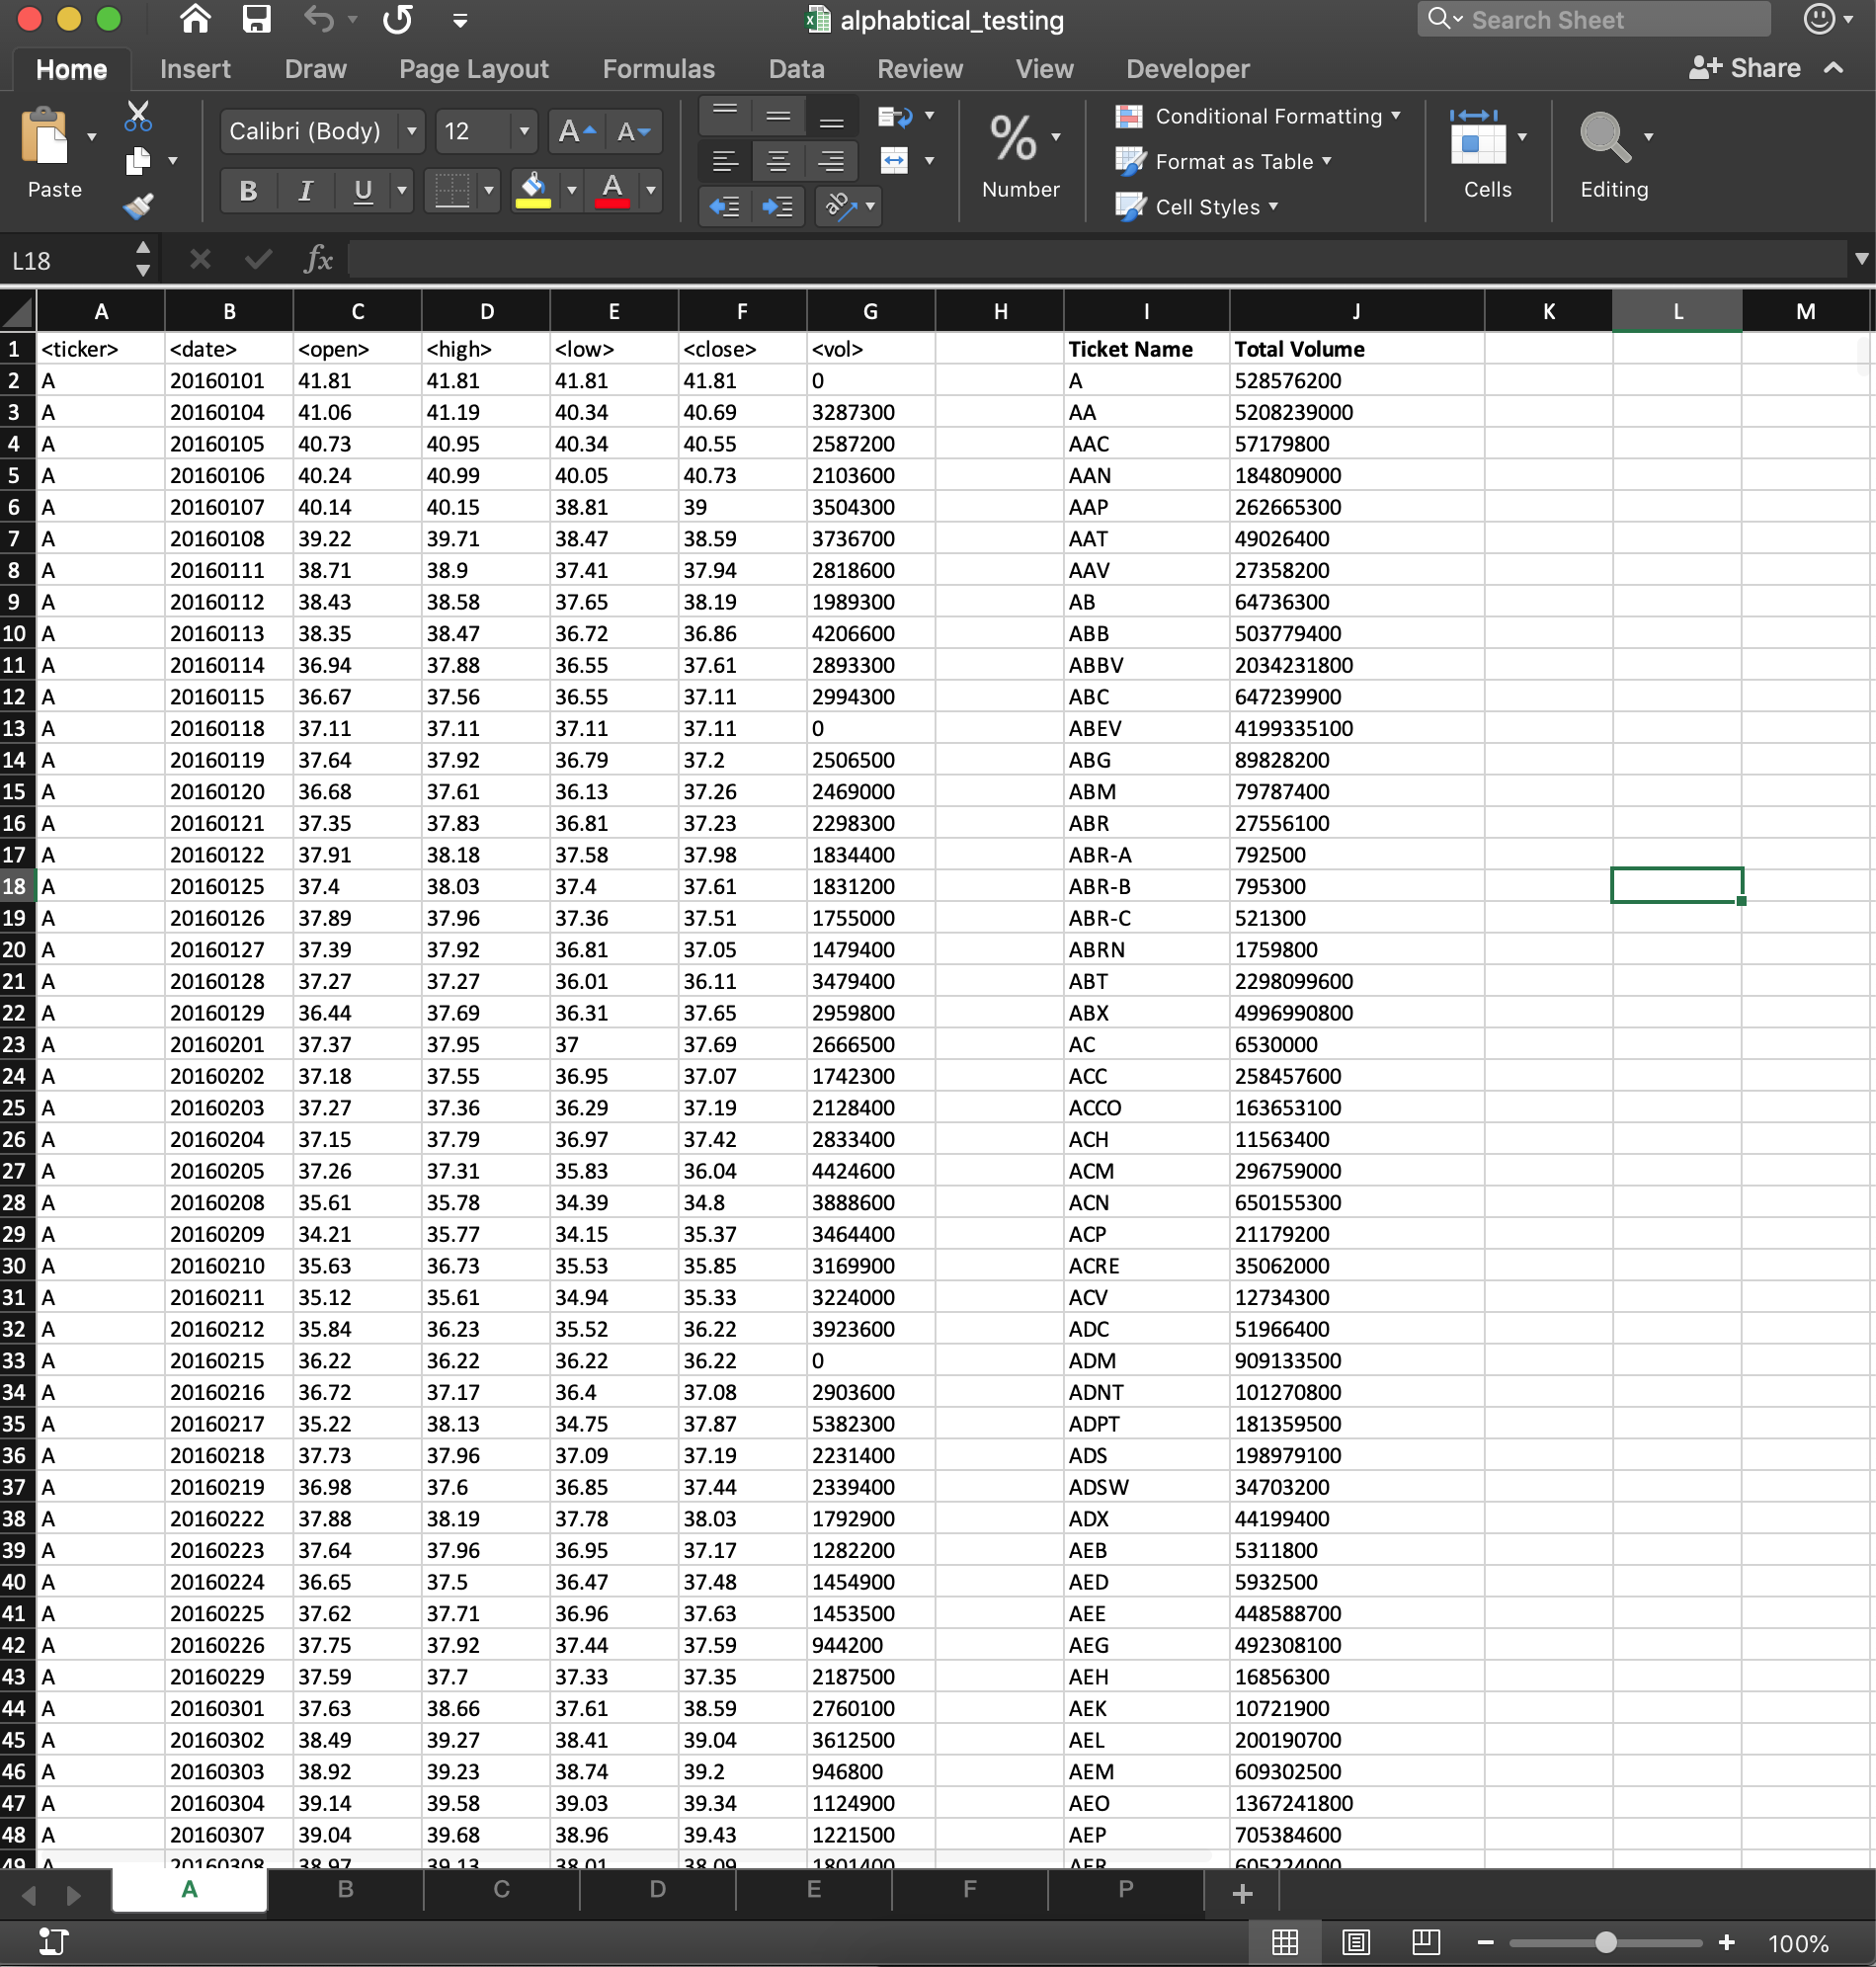 alphabtical_testing
Search Sheet
Home Insert Draw Page Layout Formulas Data Review View Developer Share
Calibri (Body) 12 A A
Conditional Formatting
Format as Table
Cell Styles
Paste B I U A ab % Number Cells Editing
L18 fx
A B C D E F G H I J K L M
1 <ticker> <date> <open> <high> <low> <close> <vol> Ticket Name Total Volume
2 A 20160101 41.81 41.81 41.81 41.81 0 A 528576200
3 A 20160104 41.06 41.19 40.34 40.69 3287300 AA 5208239000
4 A 20160105 40.73 40.95 40.34 40.55 2587200 AAC 57179800
5 A 20160106 40.24 40.99 40.05 40.73 2103600 AAN 184809000
6 A 20160107 40.14 40.15 38.81 39 3504300 AAP 262665300
7 A 20160108 39.22 39.71 38.47 38.59 3736700 AAT 49026400
8 A 20160111 38.71 38.9 37.41 37.94 2818600 AAV 27358200
9 A 20160112 38.43 38.58 37.65 38.19 1989300 AB 64736300
10 A 20160113 38.35 38.47 36.72 36.86 4206600 ABB 503779400
11 A 20160114 36.94 37.88 36.55 37.61 2893300 ABBV 2034231800
12 A 20160115 36.67 37.56 36.55 37.11 2994300 ABC 647239900
13 A 20160118 37.11 37.11 37.11 37.11 0 ABEV 4199335100
14 A 20160119 37.64 37.92 36.79 37.2 2506500 ABG 89828200
15 A 20160120 36.68 37.61 36.13 37.26 2469000 ABM 79787400
16 A 20160121 37.35 37.83 36.81 37.23 2298300 ABR 27556100
17 A 20160122 37.91 38.18 37.58 37.98 1834400 ABR-A 792500
18 A 20160125 37.4 38.03 37.4 37.61 1831200 ABR-B 795300
19 A 20160126 37.89 37.96 37.36 37.51 1755000 ABR-C 521300
20 A 20160127 37.39 37.92 36.81 37.05 1479400 ABRN 1759800
21 A 20160128 37.27 37.27 36.01 36.11 3479400 ABT 2298099600
22 A 20160129 36.44 37.69 36.31 37.65 2959800 ABX 4996990800
23 A 20160201 37.37 37.95 37 37.69 2666500 AC 6530000
24 A 20160202 37.18 37.55 36.95 37.07 1742300 ACC 258457600
25 A 20160203 37.27 37.36 36.29 37.19 2128400 ACCO 163653100
26 A 20160204 37.15 37.79 36.97 37.42 2833400 ACH 11563400
27 A 20160205 37.26 37.31 35.83 36.04 4424600 ACM 296759000
28 A 20160208 35.61 35.78 34.39 34.8 3888600 ACN 650155300
29 A 20160209 34.21 35.77 34.15 35.37 3464400 ACP 21179200
30 A 20160210 35.63 36.73 35.53 35.85 3169900 ACRE 35062000
31 A 20160211 35.12 35.61 34.94 35.33 3224000 ACV 12734300
32 A 20160212 35.84 36.23 35.52 36.22 3923600 ADC 51966400
33 A 20160215 36.22 36.22 36.22 36.22 0 ADM 909133500
34 A 20160216 36.72 37.17 36.4 37.08 2903600 ADNT 101270800
35 A 20160217 35.22 38.13 34.75 37.87 5382300 ADPT 181359500
36 A 20160218 37.73 37.96 37.09 37.19 2231400 ADS 198979100
37 A 20160219 36.98 37.6 36.85 37.44 2339400 ADSW 34703200
38 A 20160222 37.88 38.19 37.78 38.03 1792900 ADX 44199400
39 A 20160223 37.64 37.96 36.95 37.17 1282200 AEB 5311800
40 A 20160224 36.65 37.5 36.47 37.48 1454900 AED 5932500
41 A 20160225 37.62 37.71 36.96 37.63 1453500 AEE 448588700
42 A 20160226 37.75 37.92 37.44 37.59 944200 AEG 492308100
43 A 20160229 37.59 37.7 37.33 37.35 2187500 AEH 16856300
44 A 20160301 37.63 38.66 37.61 38.59 2760100 AEK 10721900
45 A 20160302 38.49 39.27 38.41 39.04 3612500 AEL 200190700
46 A 20160303 38.92 39.23 38.74 39.2 946800 AEM 609302500
47 A 20160304 39.14 39.58 39.03 39.34 1124900 AEO 1367241800
48 A 20160307 39.04 39.68 38.96 39.43 1221500 AEP 705384600
49 A 20160308 38.97 39.13 38.01 38.09 1801400 AER 605224000
A B C D E F P +
100%